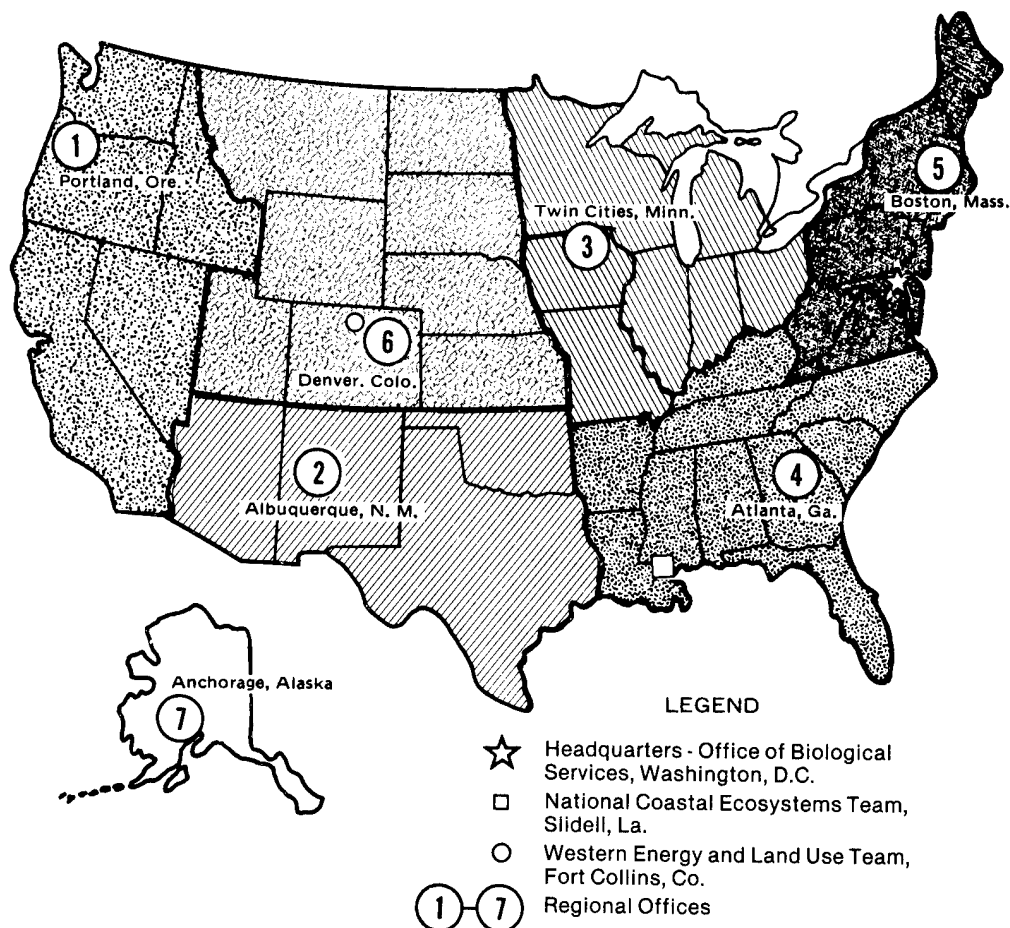 1
Portland, Ore.
5
Boston, Mass.
Twin Cities, Minn.
3
6
Denver. Colo.
2
Albuquerque, N. M.
4
Atlanta, Ga.
Anchorage, Alaska
7
LEGEND
Headquarters - Office of Biological
Services, Washington, D.C.
National Coastal Ecosystems Team,
Slidell, La.
Western Energy and Land Use Team,
Fort Collins, Co.
1-7 Regional Offices